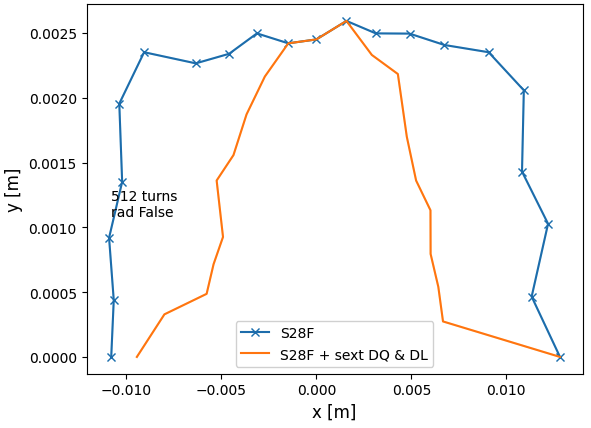 0.0025
0.0020
0.0015
0.0010
0.0005
0.0000
y [m]
512 turns
rad False
S28F
S28F + sext DQ & DL
−0.010
−0.005
0.000
0.005
0.010
x [m]